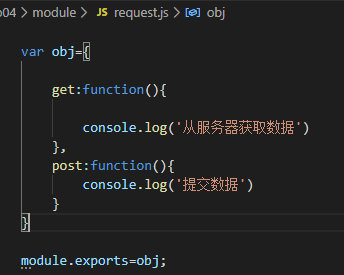 04 > module > JS request.js > obj
var obj={
get:function(){
console.log('从服务器获取数据')
},
post:function(){
console.log('提交数据')
}
}
module.exports=obj;